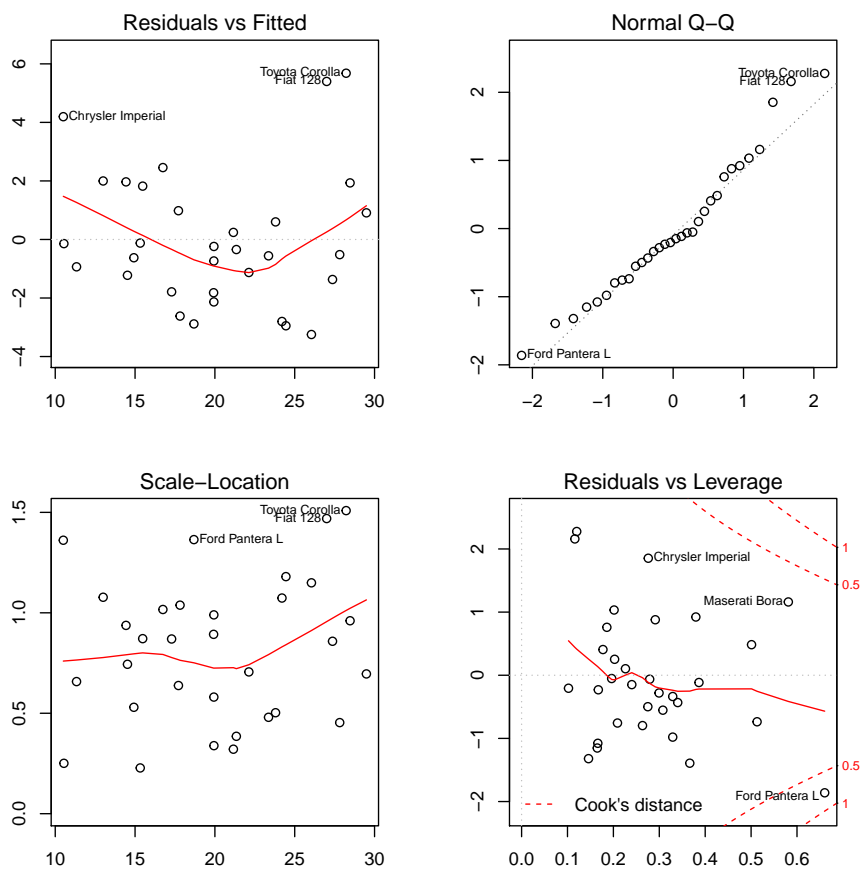 Residuals vs Fitted
6
4
2
0
−2
−4
10 15 20 25 30
Toyota Corolla
Fiat 128
Chrysler Imperial
Normal Q−Q
2
1
0
−1
−2
−2 −1 0 1 2
Toyota Corolla
Fiat 128
Ford Pantera L
Scale−Location
1.5
1.0
0.5
0.0
10 15 20 25 30
Toyota Corolla
Fiat 128
Ford Pantera L
Residuals vs Leverage
2
1
0
−1
−2
0.0 0.1 0.2 0.3 0.4 0.5 0.6
Chrysler Imperial
Maserati Bora
Ford Pantera L
Cook's distance
1
0.5
0.5
1